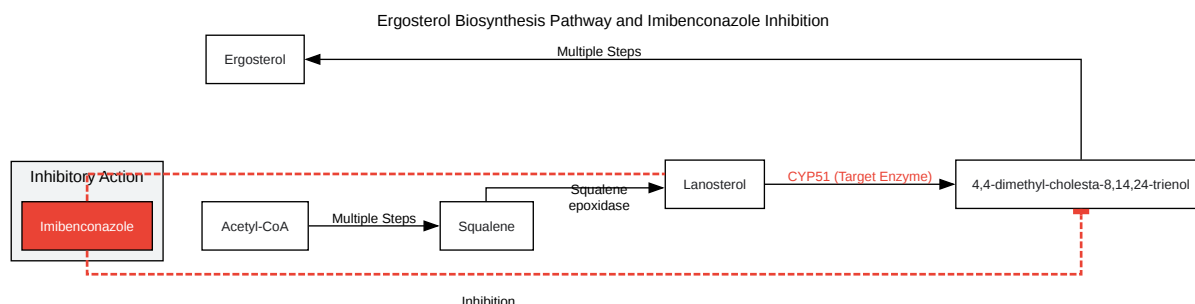 Ergosterol Biosynthesis Pathway and Imibenconazole Inhibition
Multiple Steps
Ergosterol
Inhibitory Action
Imibenconazole
Acetyl-CoA
Multiple Steps
Squalene
Squalene
epoxidase
Lanosterol
CYP51 (Target Enzyme)
4,4-dimethyl-cholesta-8,14,24-trienol
Inhibition